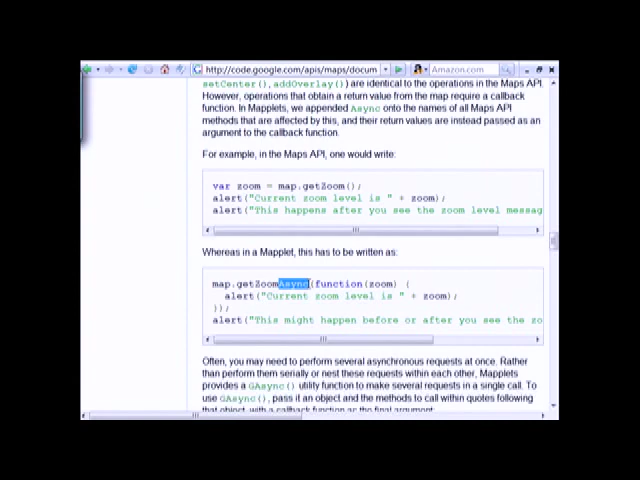 http://code.google.com/apis/maps/docum
Amazon.com
setCenter(), addOverlay()) are identical to the operations in the Maps API.
However, operations that obtain a return value from the map require a callback
function. In Mapplets, we appended Async onto the names of all Maps API
methods that are affected by this, and their return values are instead passed as
an argument to the callback function.
For example, in the Maps API, one would write:
var zoom = map.getZoom();
alert("Current zoom level is " + zoom);
alert("This happens after you see the zoom level messag
Whereas in a Mapplet, this has to be written as:
map.getZoomAsync(function(zoom) {
alert("Current zoom level is " + zoom);
});
alert("This might happen before or after you see the zo
Often, you may need to perform several asynchronous requests at once. Rather
than perform them serially or nest these requests within each other, Mapplets
provides a GAsync() utility function to make several requests in a single call. To
use GAsync(), pass it an object and the methods to call within quotes following
that object, with a callback function as the final argument: